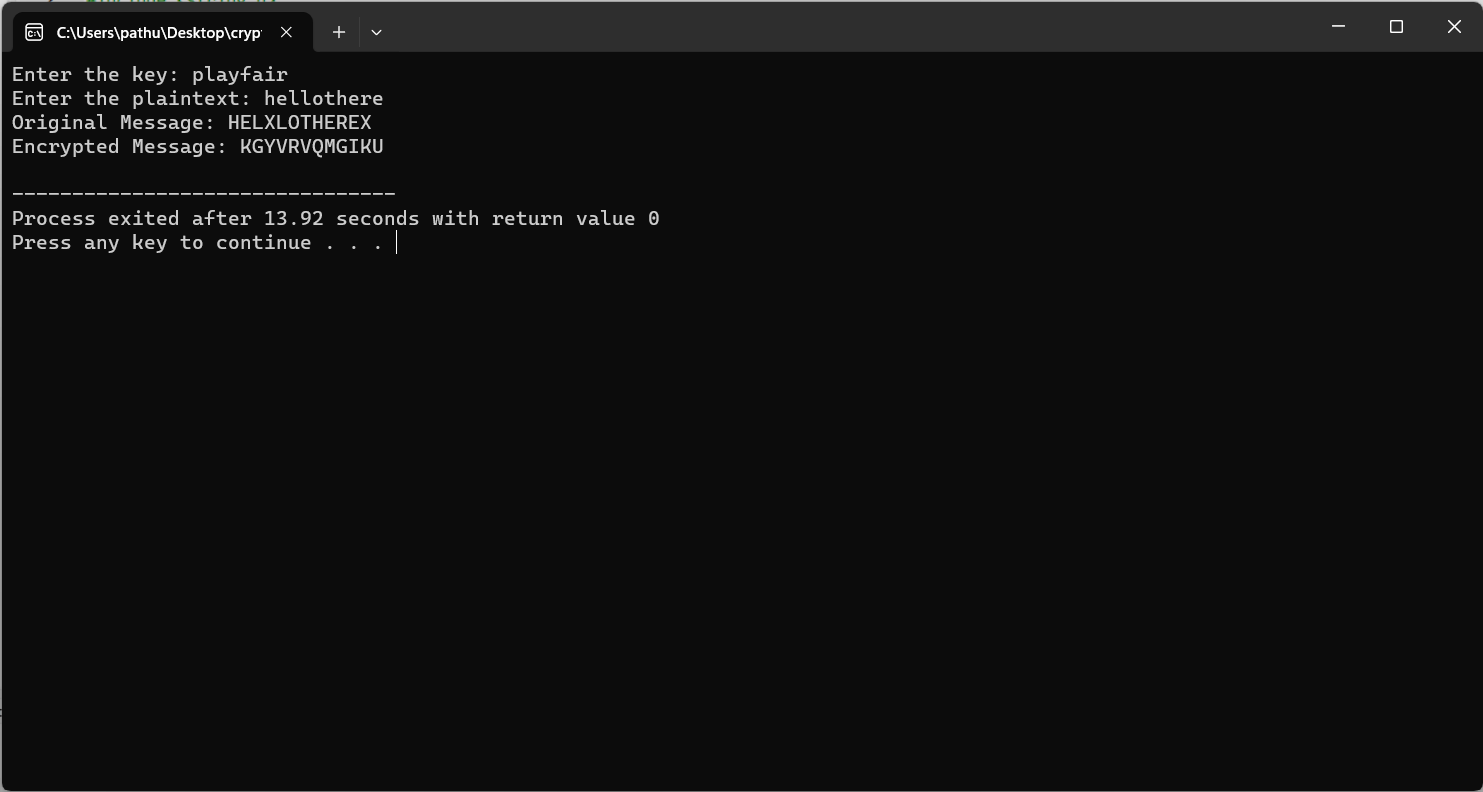 C:\Users\pathu\Desktop\cryp
Enter the key: playfair
Enter the plaintext: hellothere
Original Message: HELXLOTHEREX
Encrypted Message: KGYVRVQMGIKU
--------------------------------
Process exited after 13.92 seconds with return value 0
Press any key to continue . . .